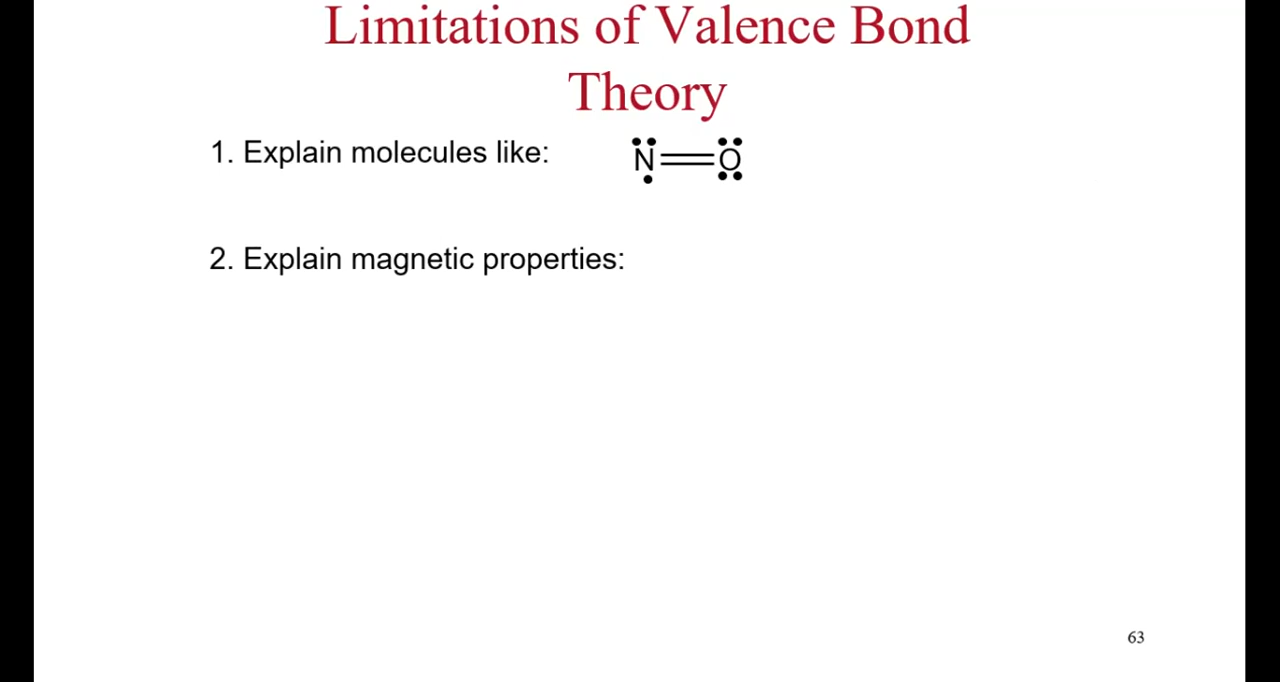 Limitations of Valence Bond
Theory
1. Explain molecules like:
N O
2. Explain magnetic properties:
63